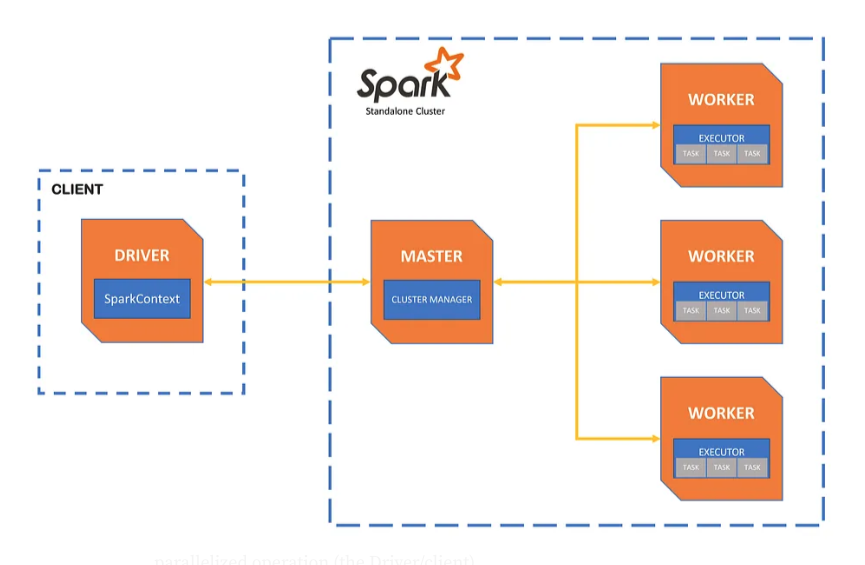 Spark
Standalone Cluster
CLIENT
DRIVER
SparkContext
MASTER
CLUSTER MANAGER
WORKER
EXECUTOR
TASK TASK TASK
WORKER
EXECUTOR
TASK TASK TASK
WORKER
EXECUTOR
TASK TASK TASK
parallelized operation (the Driver/client)